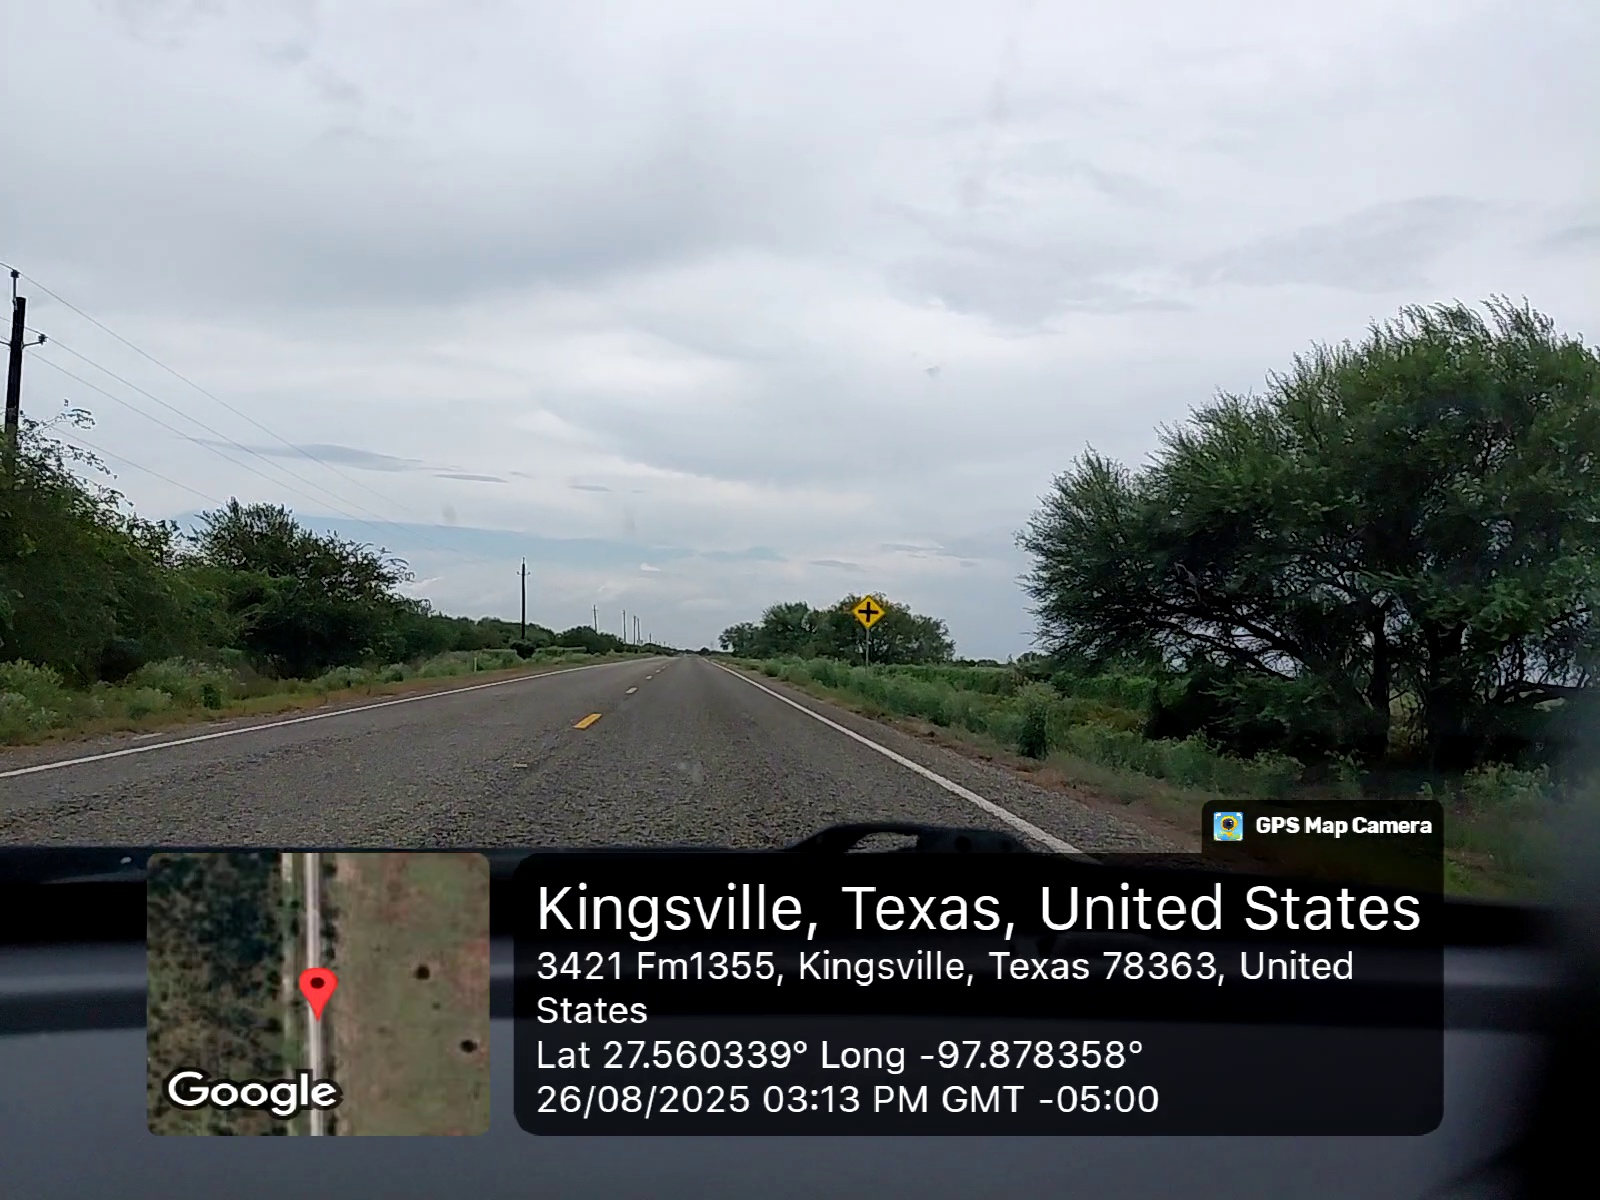 GPS Map Camera
Kingsville, Texas, United States
3421 Fm1355, Kingsville, Texas 78363, United
States
Lat 27.560339° Long -97.878358°
26/08/2025 03:13 PM GMT -05:00
Google